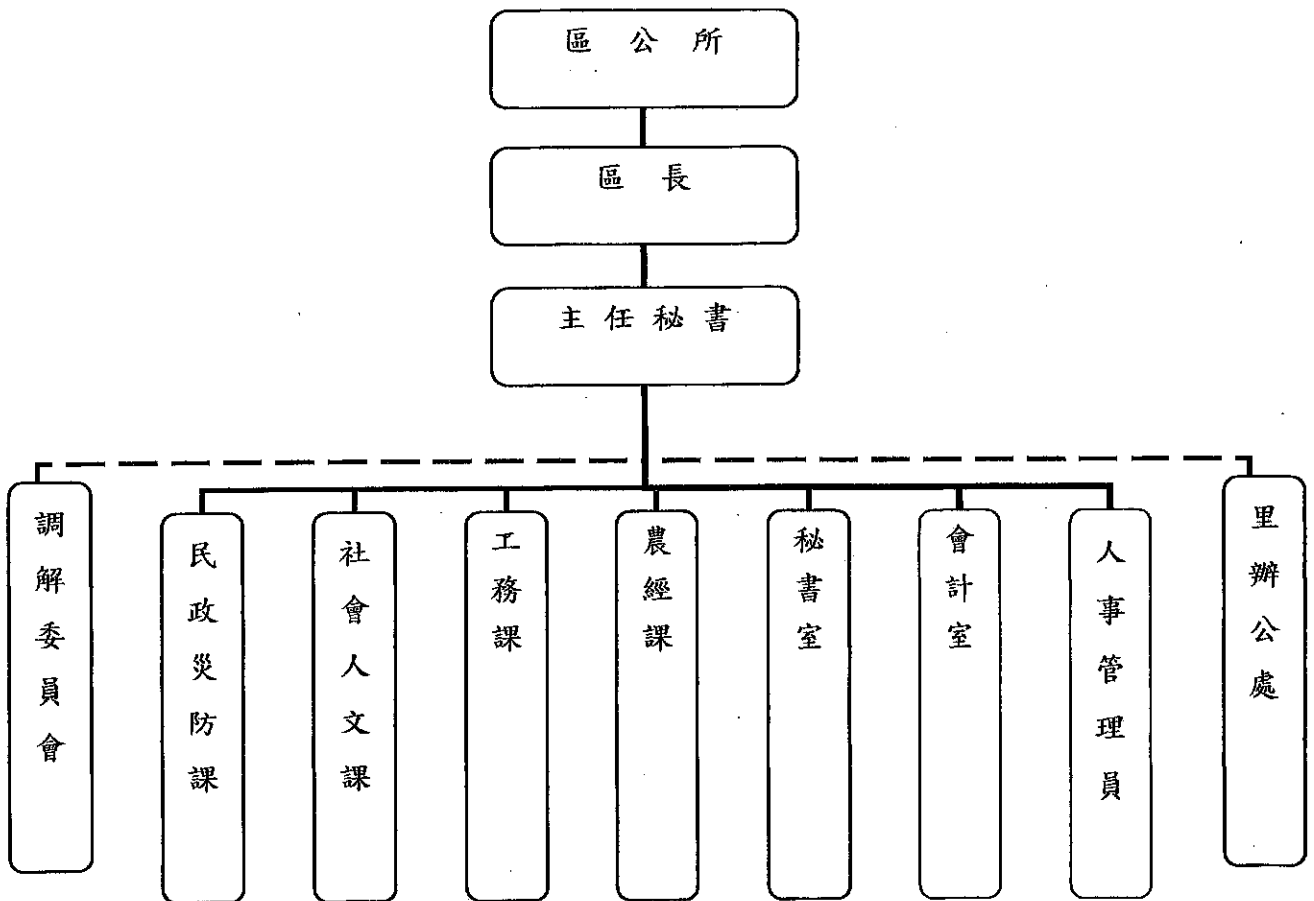 區公所
區長
主任秘書
調解委員會
民政災防課
社會人文課
工務課
農經課
秘書室
會計室
人事管理員
里辦公處